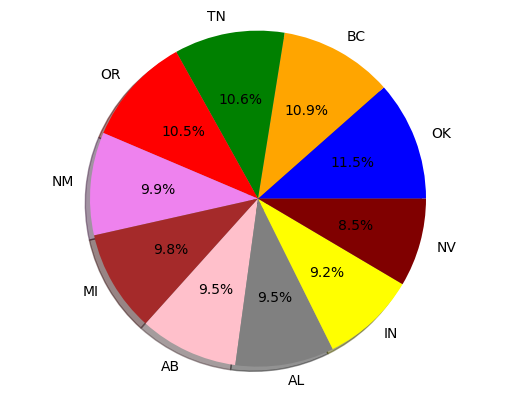 TN
BC
OR
OK
10.6%
10.9%
10.5%
11.5%
NM
9.9%
8.5%
NV
9.8%
9.2%
9.5%
9.5%
MI
IN
AB
AL